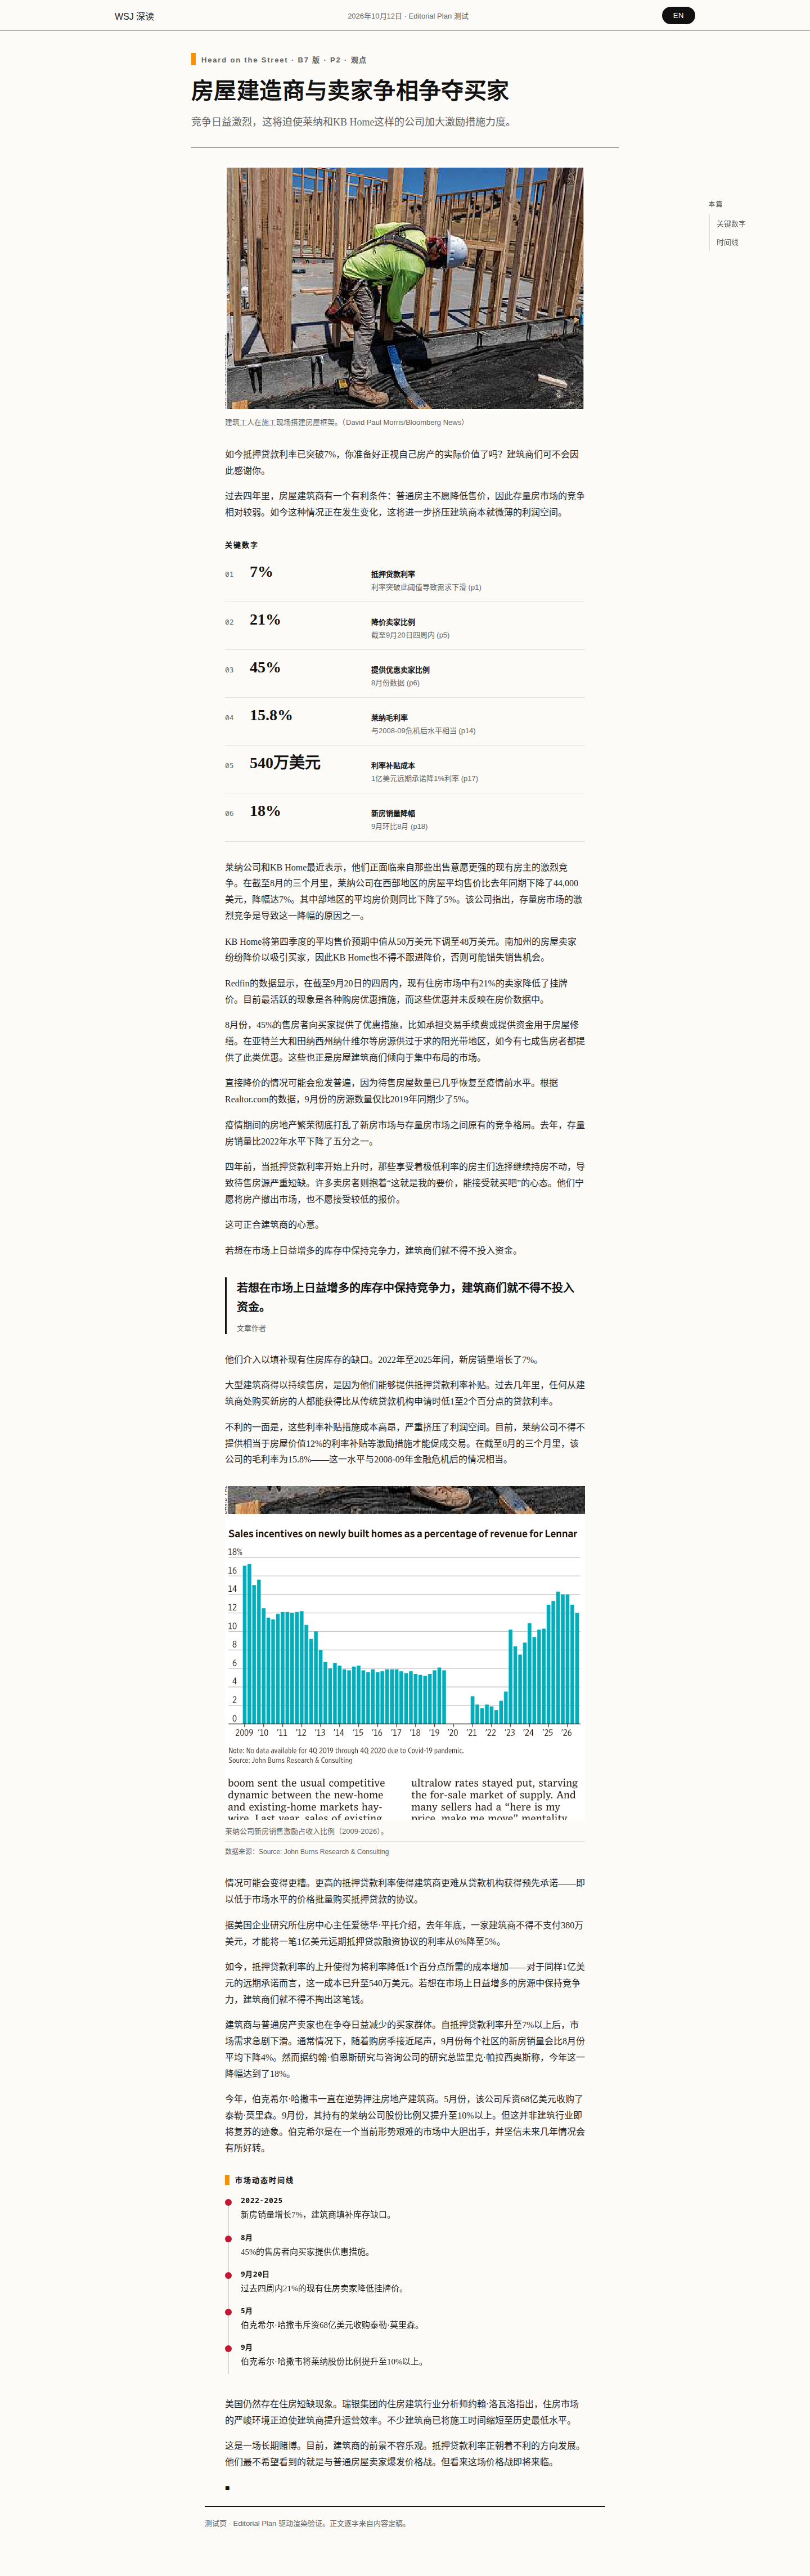 WSJ 深读
2026年10月12日 · Editorial Plan 测试
EN
Heard on the Street · B7 版 · P2 · 观点
房屋建造商与卖家争相争夺买家
竞争日益激烈，这将迫使莱纳和KB Home这样的公司加大激励措施力度。
本篇
关键数字
时间线
建筑工人在施工现场搭建房屋框架。（David Paul Morris/Bloomberg News）
如今抵押贷款利率已突破7%，你准备好正视自己房产的实际价值了吗？建筑商们可不会因
此感谢你。
过去四年里，房屋建筑商有一个有利条件：普通房主不愿降低售价，因此存量房市场的竞争
相对较弱。如今这种情况正在发生变化，这将进一步挤压建筑商本就微薄的利润空间。
关键数字
01 7% 抵押贷款利率
利率突破此阈值导致需求下滑 (p1)
02 21% 降价卖家比例
截至9月20日四周内 (p5)
03 45% 提供优惠卖家比例
8月份数据 (p6)
04 15.8% 莱纳毛利率
与2008-09危机后水平相当 (p14)
05 540万美元 利率补贴成本
1亿美元远期承诺降1%利率 (p17)
06 18% 新房销量降幅
9月环比8月 (p18)
莱纳公司和KB Home最近表示，他们正面临来自那些出售意愿更强的现有房主的激烈竞
争。在截至8月的三个月里，莱纳公司在西部地区的房屋平均售价比去年同期下降了44,000
美元，降幅达7%。其中部地区的平均房价则同比下降了5%。该公司指出，存量房市场的激
烈竞争是导致这一降幅的原因之一。
KB Home将第四季度的平均售价预期中值从50万美元下调至48万美元。南加州的房屋卖家
纷纷降价以吸引买家，因此KB Home也不得不跟进降价，否则可能错失销售机会。
Redfin的数据显示，在截至9月20日的四周内，现有住房市场中有21%的卖家降低了挂牌
价。目前最活跃的现象是各种购房优惠措施，而这些优惠并未反映在房价数据中。
8月份，45%的售房者向买家提供了优惠措施，比如承担交易手续费或提供资金用于房屋修
缮。在亚特兰大和田纳西州纳什维尔等房源供过于求的阳光带地区，如今有七成售房者都提
供了此类优惠。这些也正是房屋建筑商们倾向于集中布局的市场。
直接降价的情况可能会愈发普遍，因为待售房屋数量已几乎恢复至疫情前水平。根据
Realtor.com的数据，9月份的房源数量仅比2019年同期少了5%。
疫情期间的房地产繁荣彻底打乱了新房市场与存量房市场之间原有的竞争格局。去年，存量
房销量比2022年水平下降了五分之一。
四年前，当抵押贷款利率开始上升时，那些享受着极低利率的房主们选择继续持房不动，导
致待售房源严重短缺。许多卖房者则抱着“这就是我的要价，能接受就买吧”的心态。他们宁
愿将房产撤出市场，也不愿接受较低的报价。
这可正合建筑商的心意。
若想在市场上日益增多的库存中保持竞争力，建筑商们就不得不投入资金。
若想在市场上日益增多的库存中保持竞争力，建筑商们就不得不投入
资金。
文章作者
他们介入以填补现有住房库存的缺口。2022年至2025年间，新房销量增长了7%。
大型建筑商得以持续售房，是因为他们能够提供抵押贷款利率补贴。过去几年里，任何从建
筑商处购买新房的人都能获得比从传统贷款机构申请时低1至2个百分点的贷款利率。
不利的一面是，这些利率补贴措施成本高昂，严重挤压了利润空间。目前，莱纳公司不得不
提供相当于房屋价值12%的利率补贴等激励措施才能促成交易。在截至8月的三个月里，该
公司的毛利率为15.8%——这一水平与2008-09年金融危机后的情况相当。
Sales incentives on newly built homes as a percentage of revenue for Lennar
18%
16
14
12
10
8
6
4
2
0
2009 ’10 ’11 ’12 ’13 ’14 ’15 ’16 ’17 ’18 ’19 ’20 ’21 ’22 ’23 ’24 ’25 ’26
Note: No data available for 4Q 2019 through 4Q 2020 due to Covid-19 pandemic.
Source: John Burns Research & Consulting
boom sent the usual competitive
dynamic between the new-home
and existing-home markets hay-
wire. Last year, sales of existing
ultralow rates stayed put, starving
the for-sale market of supply. And
many sellers had a “here is my
price, make me move” mentality
莱纳公司新房销售激励占收入比例（2009-2026）。
数据来源：Source: John Burns Research & Consulting
情况可能会变得更糟。更高的抵押贷款利率使得建筑商更难从贷款机构获得预先承诺——即
以低于市场水平的价格批量购买抵押贷款的协议。
据美国企业研究所住房中心主任爱德华·平托介绍，去年年底，一家建筑商不得不支付380万
美元，才能将一笔1亿美元远期抵押贷款融资协议的利率从6%降至5%。
如今，抵押贷款利率的上升使得为将利率降低1个百分点所需的成本增加——对于同样1亿美
元的远期承诺而言，这一成本已升至540万美元。若想在市场上日益增多的房源中保持竞争
力，建筑商们就不得不掏出这笔钱。
建筑商与普通房产卖家也在争夺日益减少的买家群体。自抵押贷款利率升至7%以上后，市
场需求急剧下滑。通常情况下，随着购房季接近尾声，9月份每个社区的新房销量会比8月份
平均下降4%。然而据约翰·伯恩斯研究与咨询公司的研究总监里克·帕拉西奥斯称，今年这一
降幅达到了18%。
今年，伯克希尔·哈撒韦一直在逆势押注房地产建筑商。5月份，该公司斥资68亿美元收购了
泰勒·莫里森。9月份，其持有的莱纳公司股份比例又提升至10%以上。但这并非建筑行业即
将复苏的迹象。伯克希尔是在一个当前形势艰难的市场中大胆出手，并坚信未来几年情况会
有所好转。
市场动态时间线
2022-2025
新房销量增长7%，建筑商填补库存缺口。
8月
45%的售房者向买家提供优惠措施。
9月20日
过去四周内21%的现有住房卖家降低挂牌价。
5月
伯克希尔·哈撒韦斥资68亿美元收购泰勒·莫里森。
9月
伯克希尔·哈撒韦将莱纳股份比例提升至10%以上。
美国仍然存在住房短缺现象。瑞银集团的住房建筑行业分析师约翰·洛瓦洛指出，住房市场
的严峻环境正迫使建筑商提升运营效率。不少建筑商已将施工时间缩短至历史最低水平。
这是一场长期赌博。目前，建筑商的前景不容乐观。抵押贷款利率正朝着不利的方向发展。
他们最不希望看到的就是与普通房屋卖家爆发价格战。但看来这场价格战即将来临。
测试页 · Editorial Plan 驱动渲染验证。正文逐字来自内容定稿。